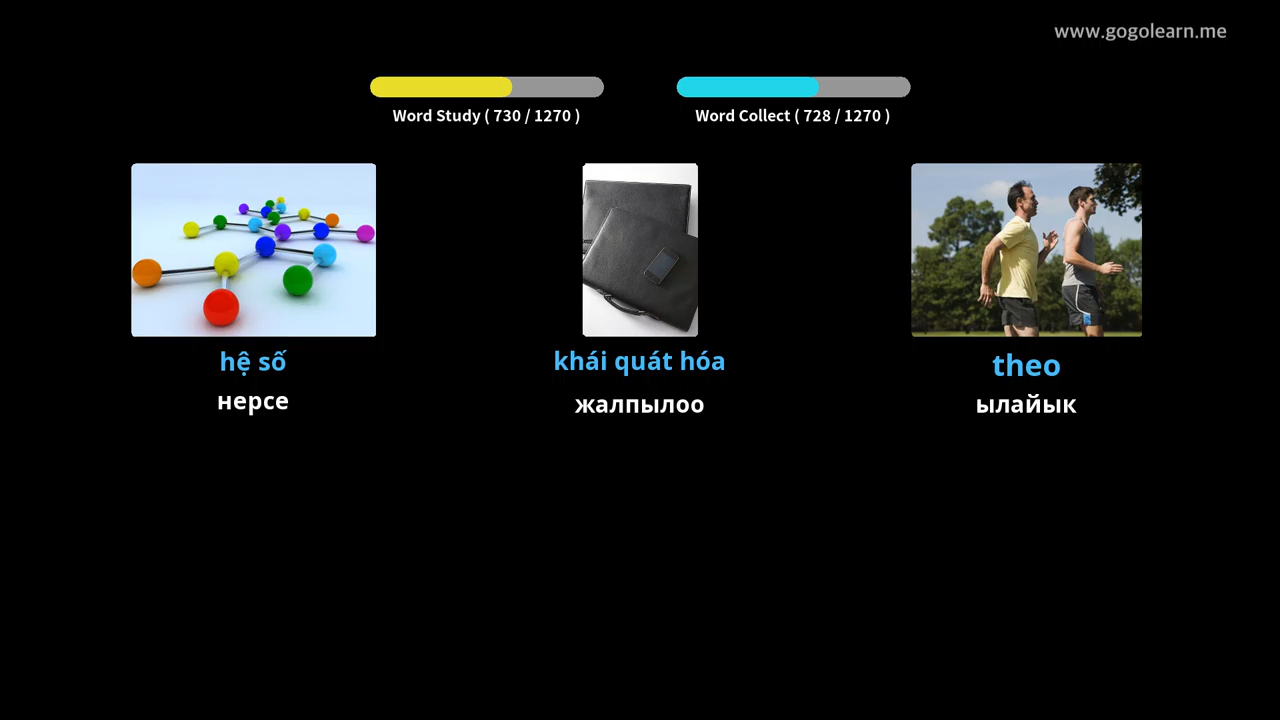 www.gogolearn.me
Word Study ( 730 / 1270 )
Word Collect ( 728 / 1270 )
hệ số
khái quát hóa
theo
нерсе
жалпылоо
ылайык